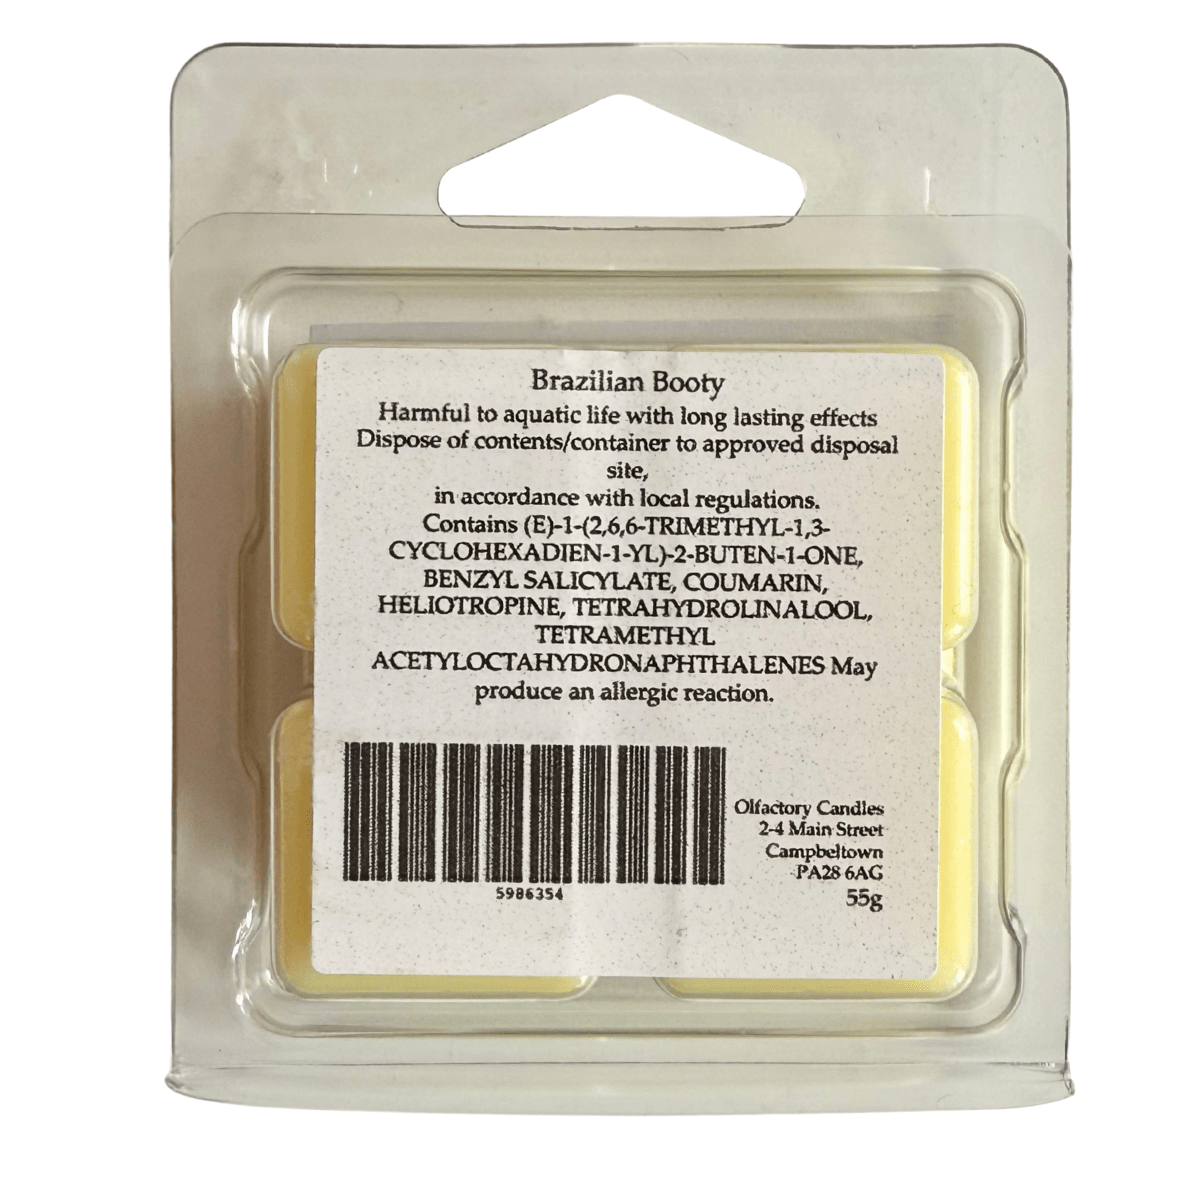 Brazilian Booty
Harmful to aquatic life with long lasting effects
Dispose of contents/container to approved disposal
site,
in accordance with local regulations.
Contains (E)-1-(2,6,6-TRIMETHYL-1,3-
CYCLOHEXADIEN-1-YL)-2-BUTEN-1-ONE,
BENZYL SALICYLATE, COUMARIN,
HELIOTROPINE, TETRAHYDROLINALOOL,
TETRAMETHYL
ACETYLOCTAHYDRONAPHTHALENES May
produce an allergic reaction.
5986354
Olfactory Candles
2-4 Main Street
Campbeltown
PA28 6AG
55g